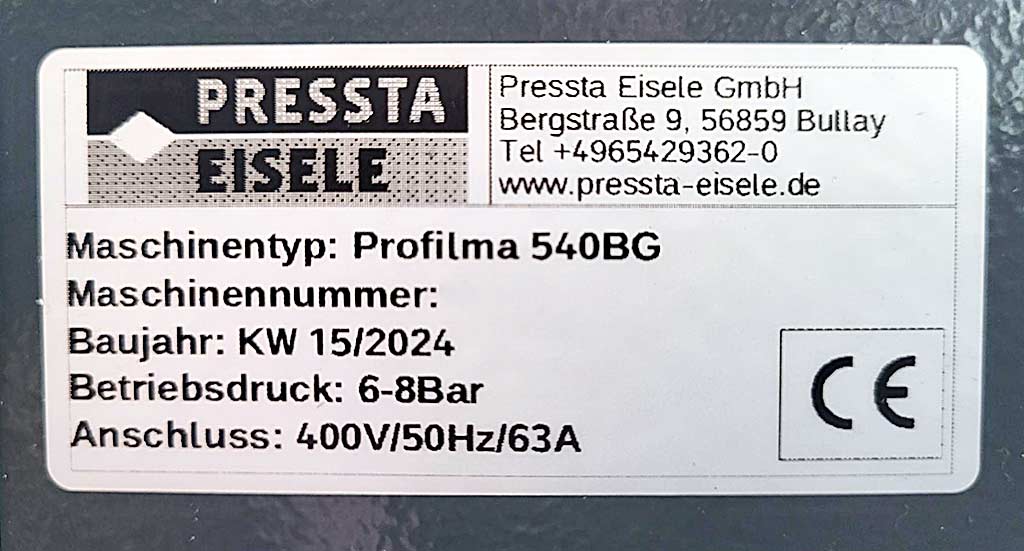 PRESSTA
EISELE
Pressta Eisele GmbH
Bergstraße 9, 56859 Bullay
Tel +4965429362-0
www.pressta-eisele.de
Maschinentyp: Profilma 540BG
Maschinennummer:
Baujahr: KW 15/2024
Betriebsdruck: 6-8Bar
Anschluss: 400V/50Hz/63A
CE